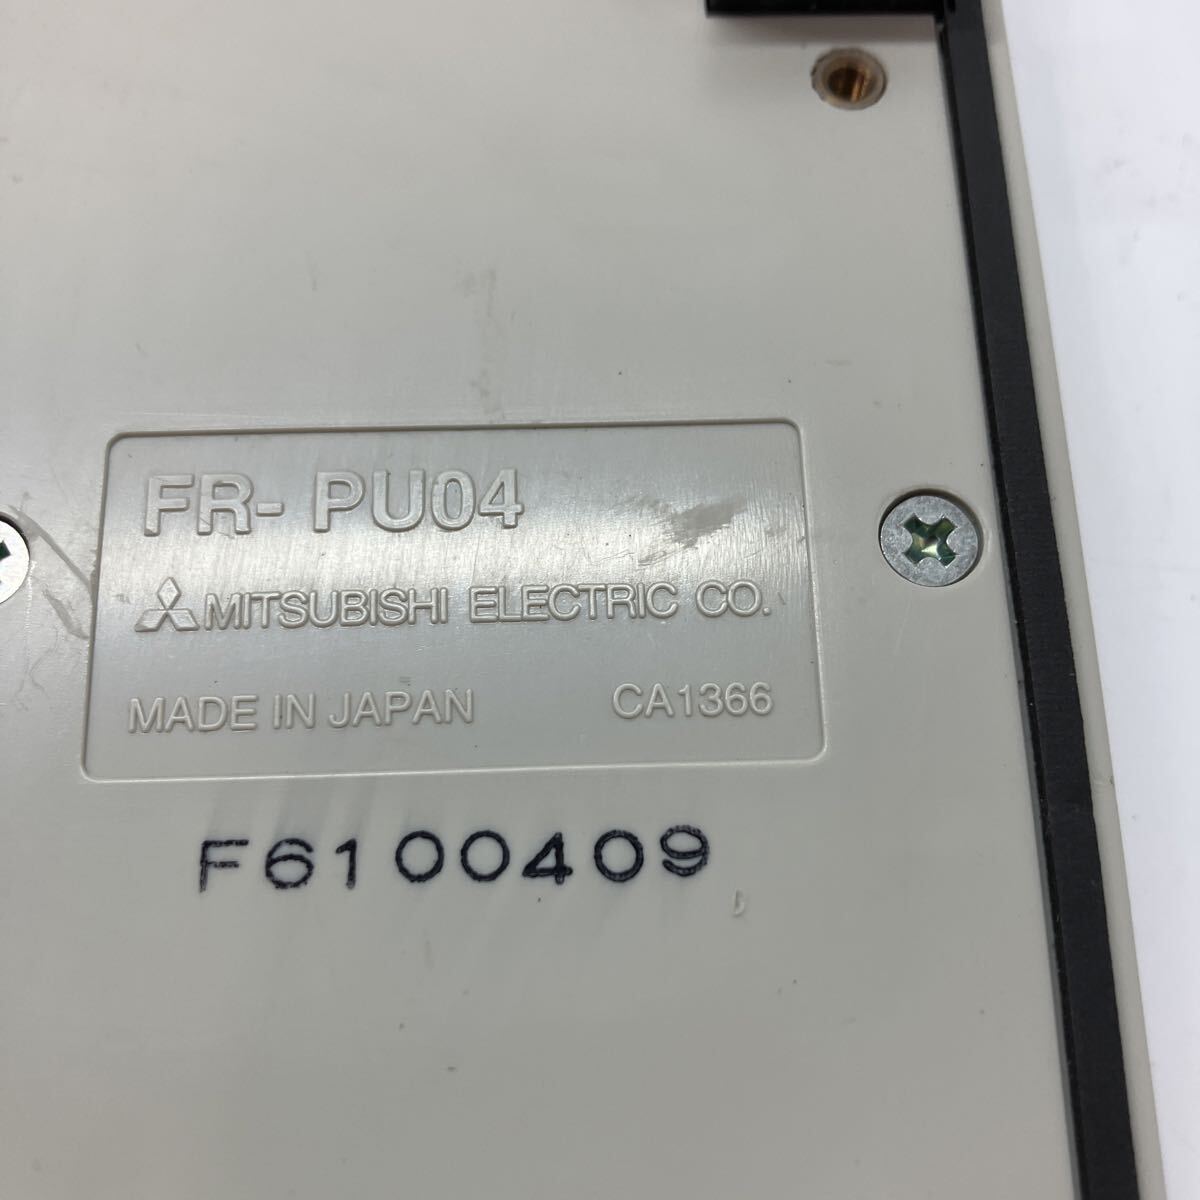 FR- PU04
MITSUBISHI ELECTRIC CO.
MADE IN JAPAN CA1366
F6100409